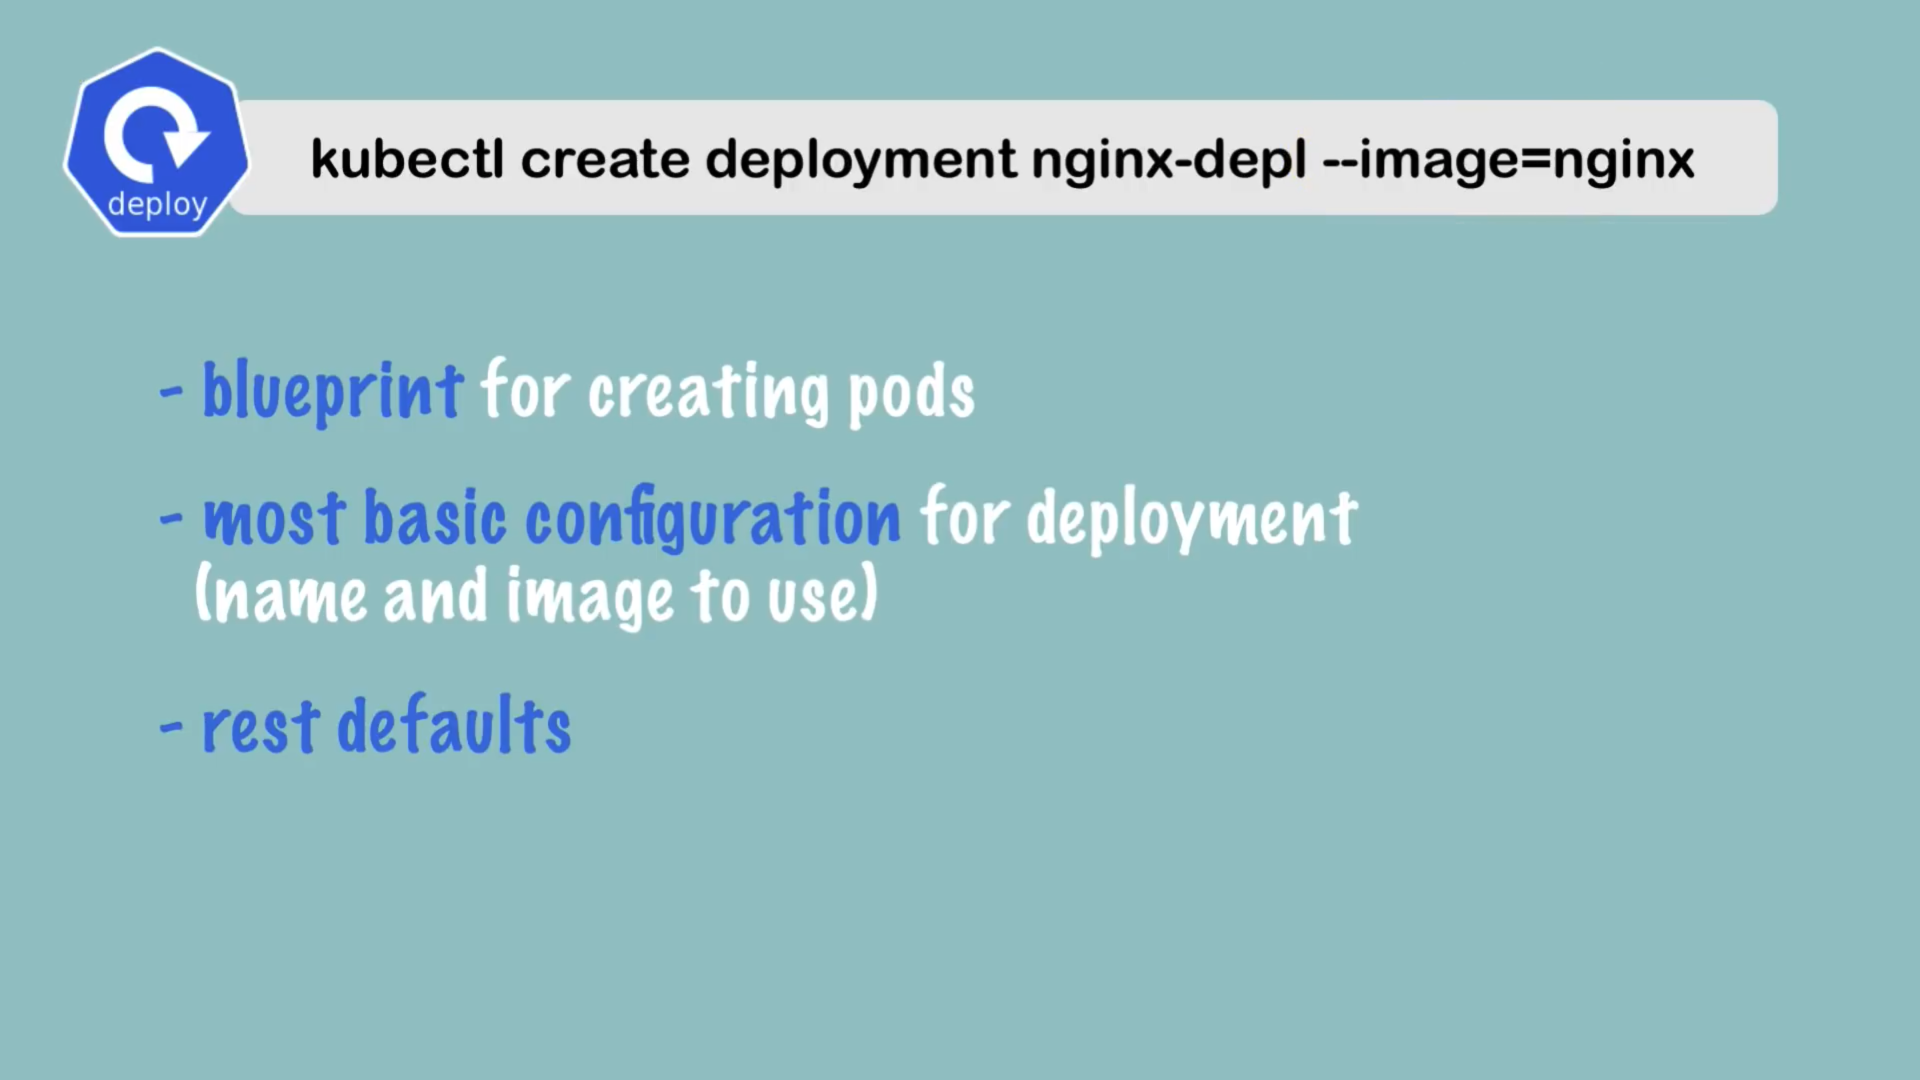 deploy
kubectl create deployment nginx-depl --image=nginx
- blueprint for creating pods
- most basic configuration for deployment
(name and image to use)
- rest defaults